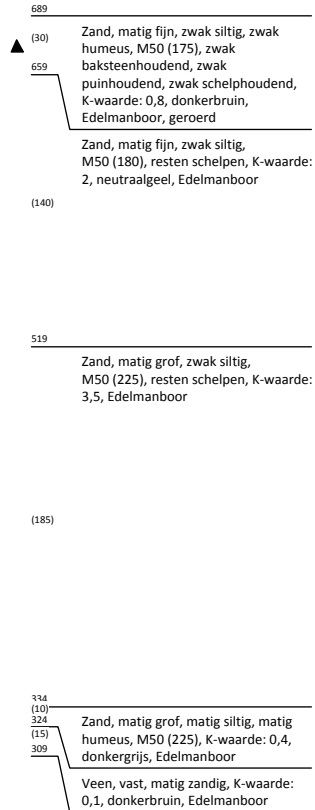 689
(30)
Zand, matig fijn, zwak siltig, zwak
humeus, M50 (175), zwak
baksteenhoudend, zwak
puinhoudend, zwak schelphoudend,
K-waarde: 0,8, donkerbruin,
Edelmanboor, geroerd
659
Zand, matig fijn, zwak siltig,
M50 (180), resten schelpen, K-waarde:
2, neutraalgeel, Edelmanboor
(140)
519
Zand, matig grof, zwak siltig,
M50 (225), resten schelpen, K-waarde:
3,5, Edelmanboor
(185)
334
(10)
324
Zand, matig grof, matig siltig, matig
humeus, M50 (225), K-waarde: 0,4,
donkergrijs, Edelmanboor
(15)
309
Veen, vast, matig zandig, K-waarde:
0,1, donkerbruin, Edelmanboor